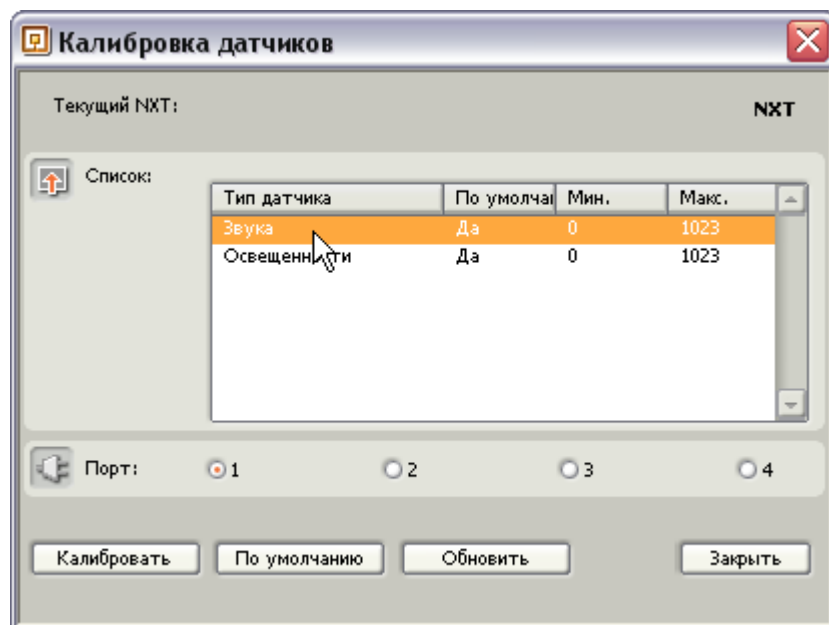 Калибровка датчиков
Текущий NXT: NXT
Список:
Тип датчика По умолчаı Мин. Макс.
Звука Да 0 1023
Освещенности Да 0 1023
Порт: 1 2 3 4
Калибровать По умолчанию Обновить Закрыть